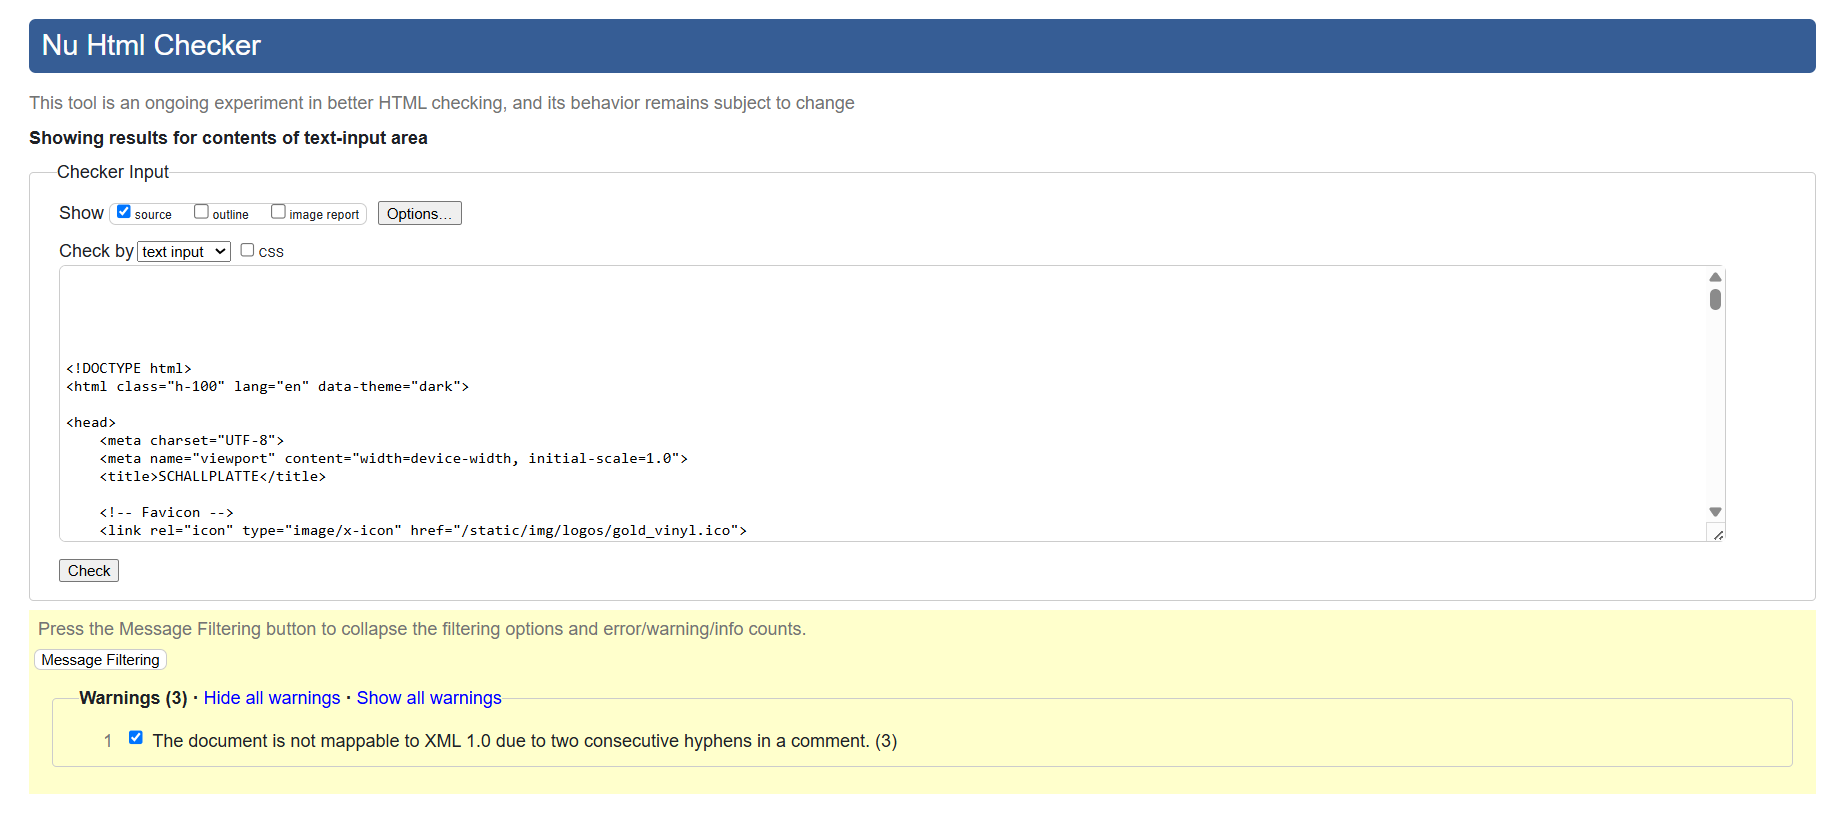 Nu Html Checker
This tool is an ongoing experiment in better HTML checking, and its behavior remains subject to change
Showing results for contents of text-input area
Checker Input
Show source outline image report Options...
Check by text input css
<!DOCTYPE html>
<html class="h-100" lang="en" data-theme="dark">
<head>
<meta charset="UTF-8">
<meta name="viewport" content="width=device-width, initial-scale=1.0">
<title>SCHALLPLATTE</title>
<!-- Favicon -->
<link rel="icon" type="image/x-icon" href="/static/img/logos/gold_vinyl.ico">
Check
Press the Message Filtering button to collapse the filtering options and error/warning/info counts.
Message Filtering
Warnings (3) · Hide all warnings · Show all warnings
1 The document is not mappable to XML 1.0 due to two consecutive hyphens in a comment. (3)